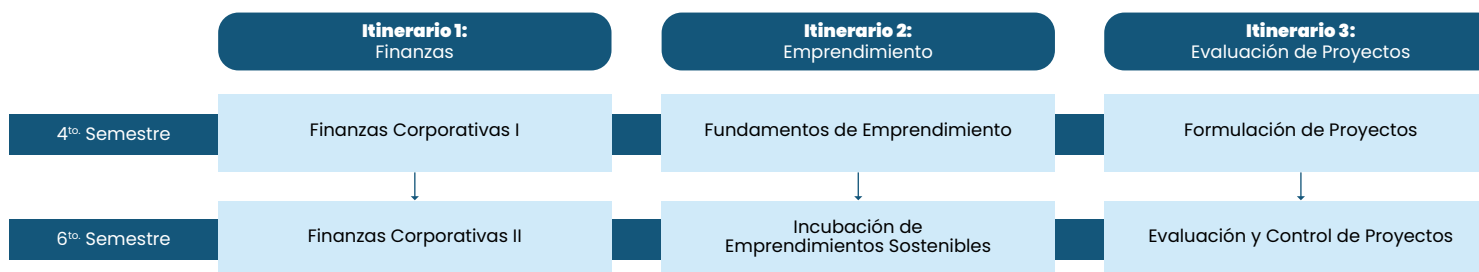 Itinerario 1:
Finanzas
Itinerario 2:
Emprendimiento
Itinerario 3:
Evaluación de Proyectos
4to. Semestre
Finanzas Corporativas I
Fundamentos de Emprendimiento
Formulación de Proyectos
6to. Semestre
Finanzas Corporativas II
Incubación de
Emprendimientos Sostenibles
Evaluación y Control de Proyectos